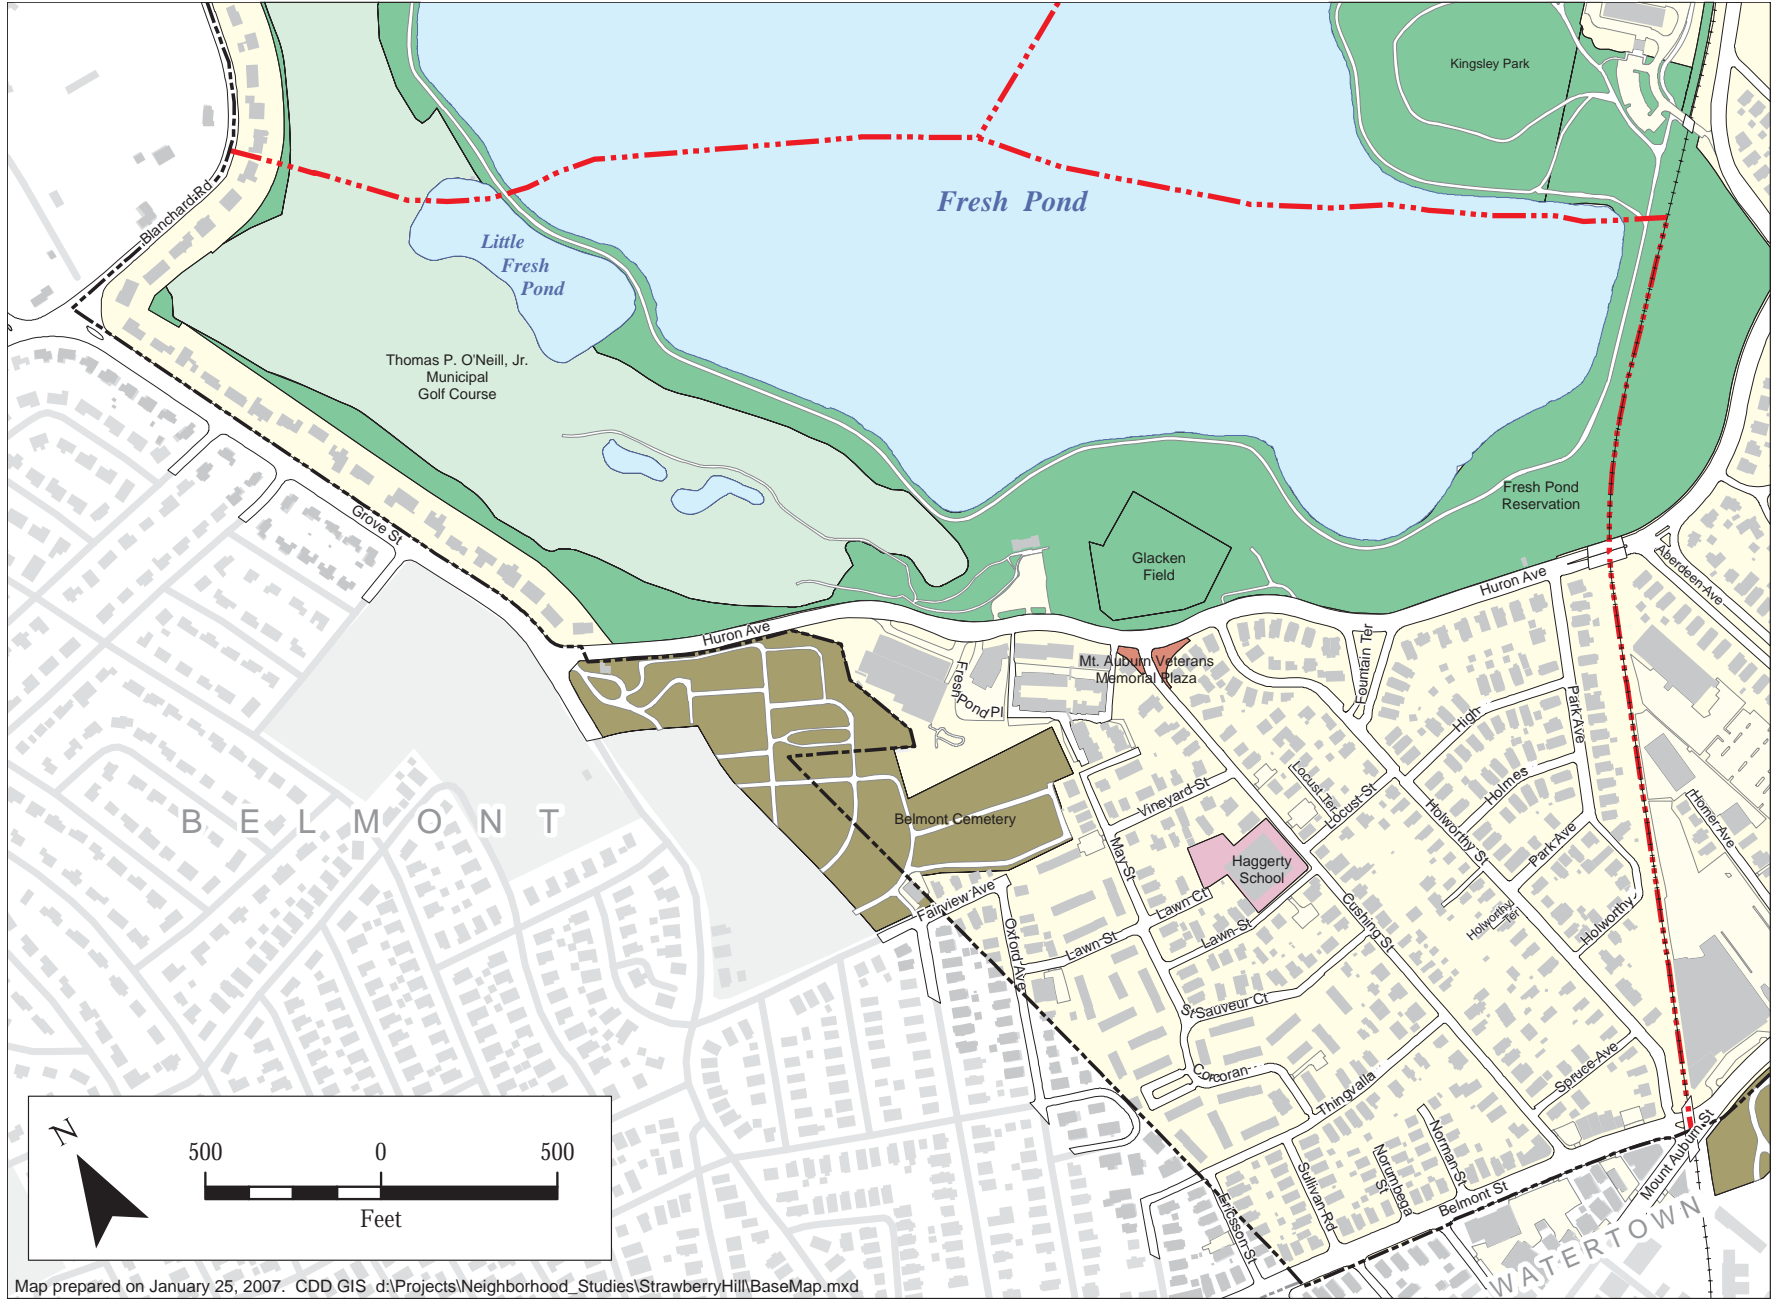 Kingsley Park
Fresh Pond
Blanchard Rd
Little
Fresh
Pond
Thomas P. O'Neill, Jr.
Municipal
Golf Course
Grove St
Fresh Pond
Reservation
Glacken
Field
Huron Ave
Aberdeen Ave
Huron Ave
Fountain Ter
Mt. Auburn Veterans
Memorial Plaza
Fresh Pond Pl
High
Park Ave
Locust Ter
Locust St
Vineyard St
Holmes
Homer Ave
BELMONT
Belmont Cemetery
May St
Holworthy St
Park Ave
Haggerty
School
Fairview Ave
Lawn Ct
Cushing St
Holworthy
Ter
Holworthy
Oxford Ave
Lawn St
Lawn St
St Sauveur Ct
Corcoran
Thingvalla
Spruce Ave
Norman St
Norumbega
St
Sullivan Rd
Ericsson St
Belmont St
Mount Auburn St
WATERTOWN
N
500 0 500
Feet
Map prepared on January 25, 2007. CDD GIS d:\Projects\Neighborhood_Studies\StrawberryHill\BaseMap.mxd